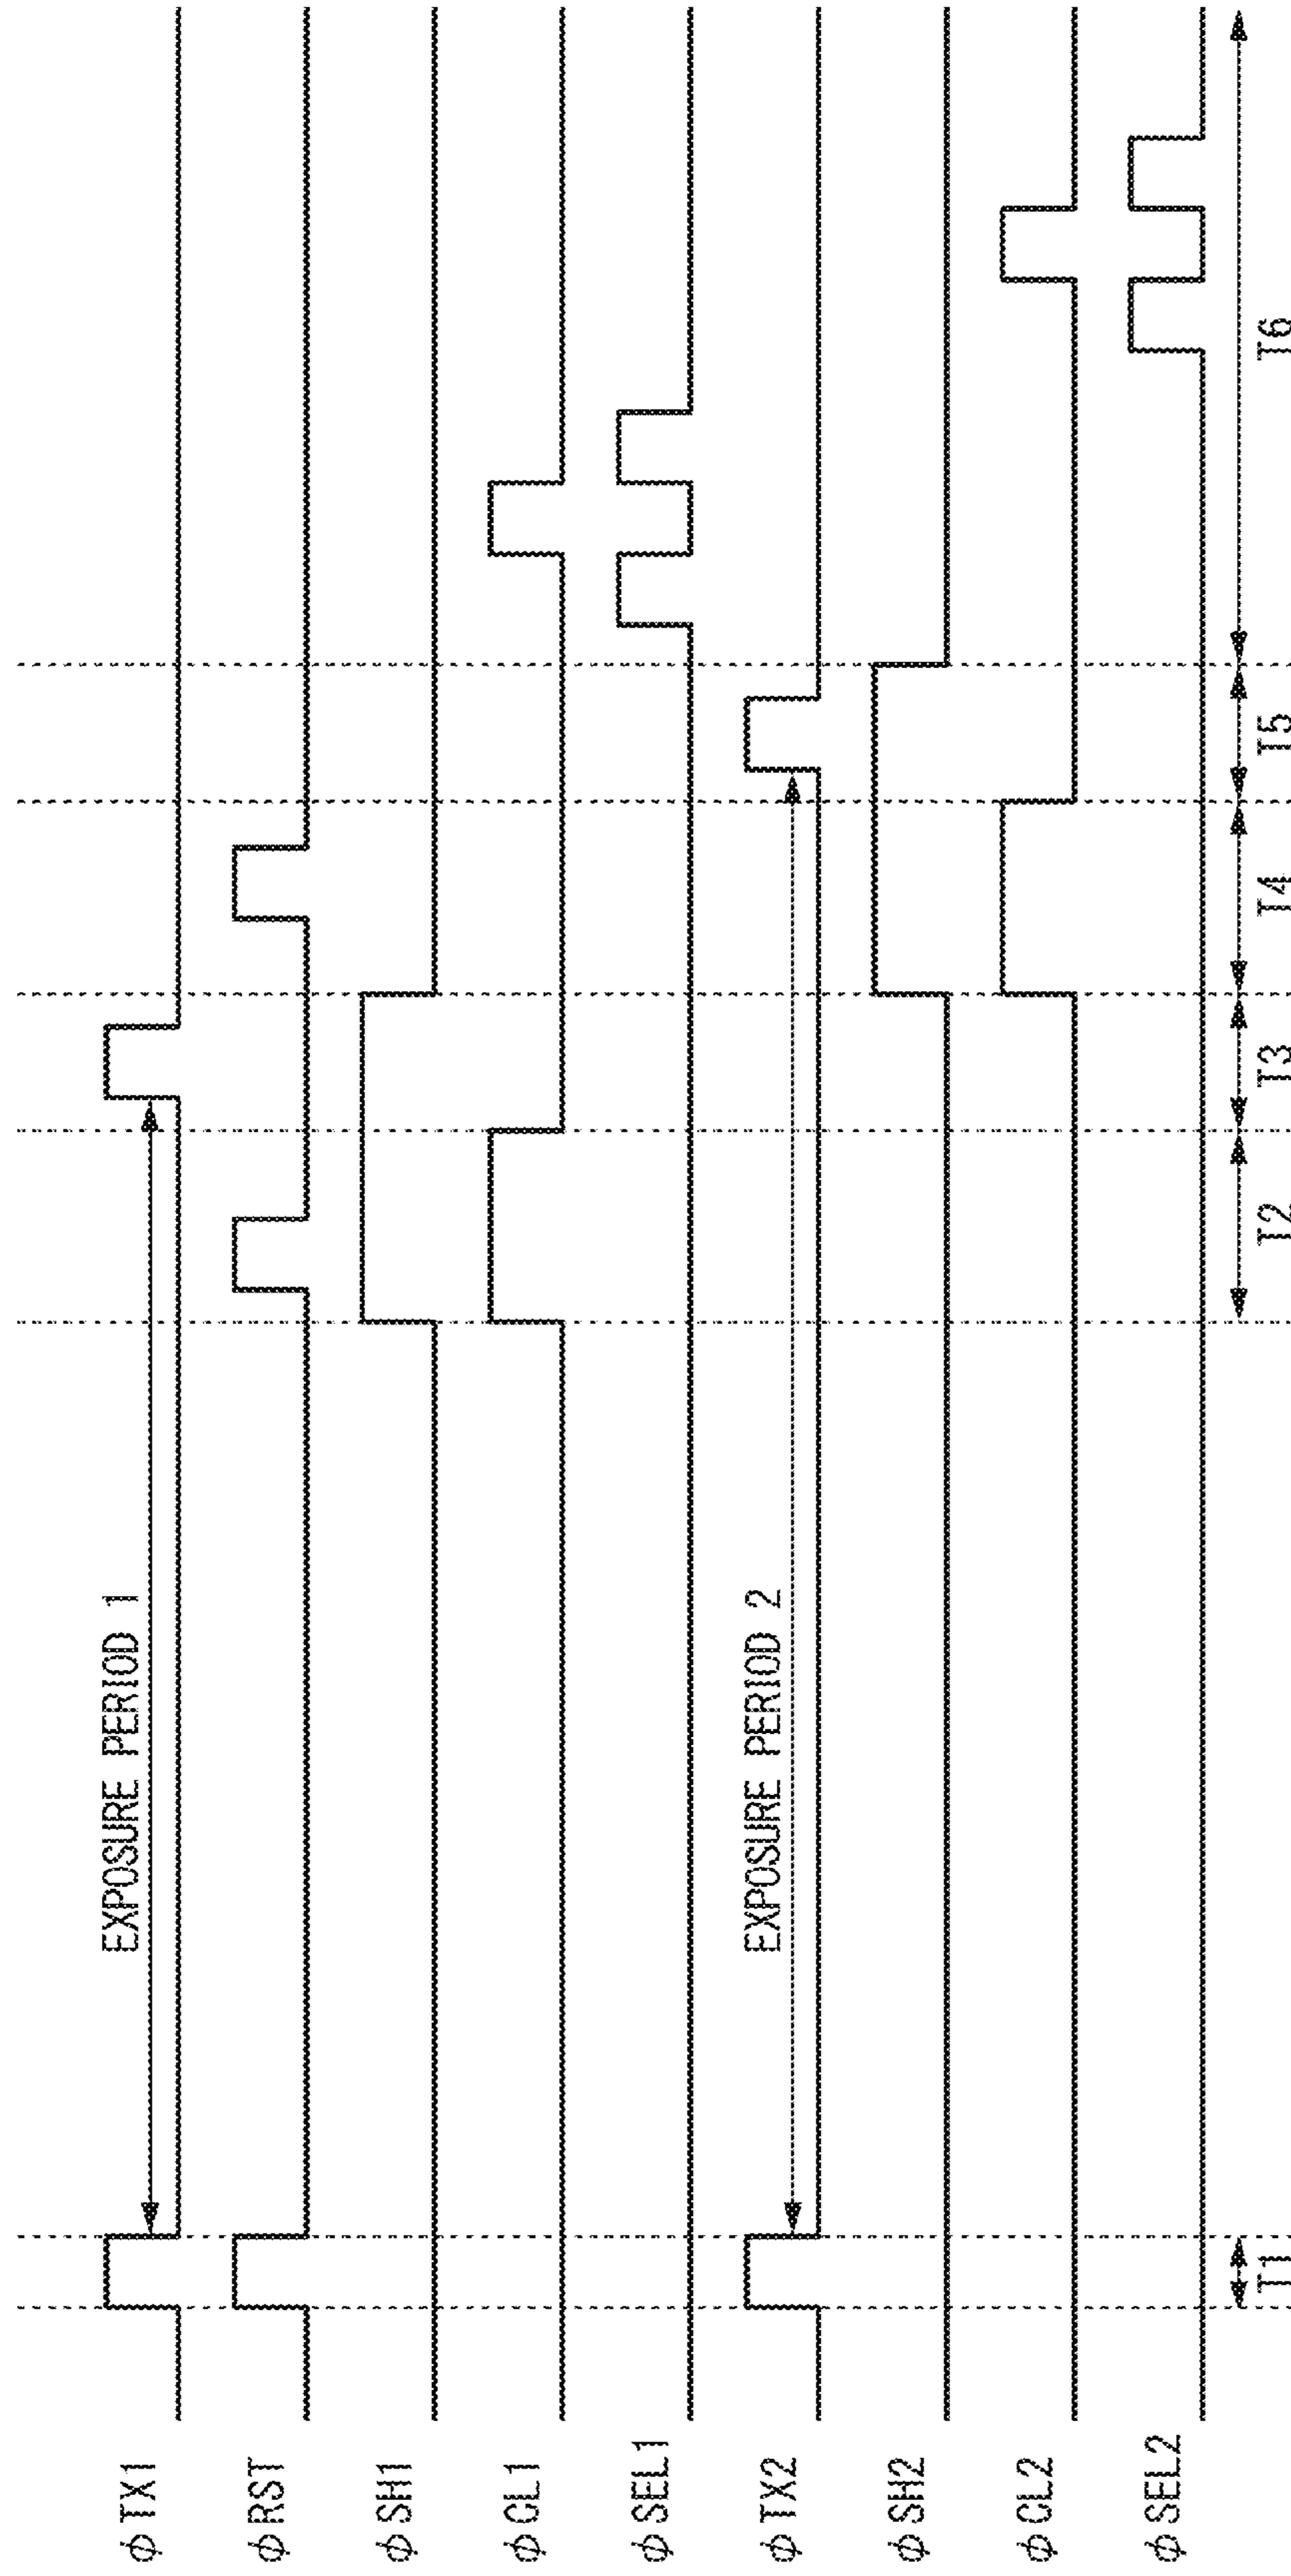 φTX1
EXPOSURE PERIOD 1
φRST
φSH1
φCL1
φSEL1
φTX2
EXPOSURE PERIOD 2
φSH2
φCL2
φSEL2
T1
T2
T3
T4
T5
T6